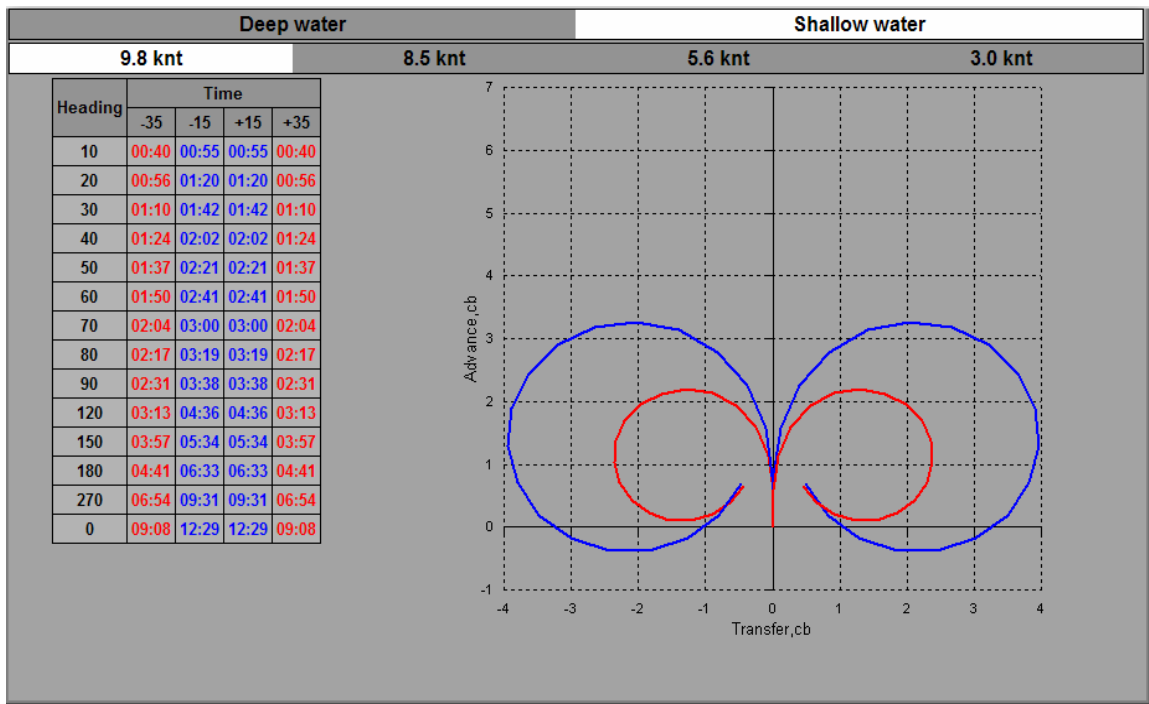 Deep water Shallow water
9.8 knt 8.5 knt 5.6 knt 3.0 knt
Heading Time
-35 -15 +15 +35
10 00:40 00:55 00:55 00:40
20 00:56 01:20 01:20 00:56
30 01:10 01:42 01:42 01:10
40 01:24 02:02 02:02 01:24
50 01:37 02:21 02:21 01:37
60 01:50 02:41 02:41 01:50
70 02:04 03:00 03:00 02:04
80 02:17 03:19 03:19 02:17
90 02:31 03:38 03:38 02:31
120 03:13 04:36 04:36 03:13
150 03:57 05:34 05:34 03:57
180 04:41 06:33 06:33 04:41
270 06:54 09:31 09:31 06:54
0 09:08 12:29 12:29 09:08
7
6
5
4
3
2
1
0
-1
Advance,cb
-4 -3 -2 -1 0 1 2 3 4
Transfer,cb